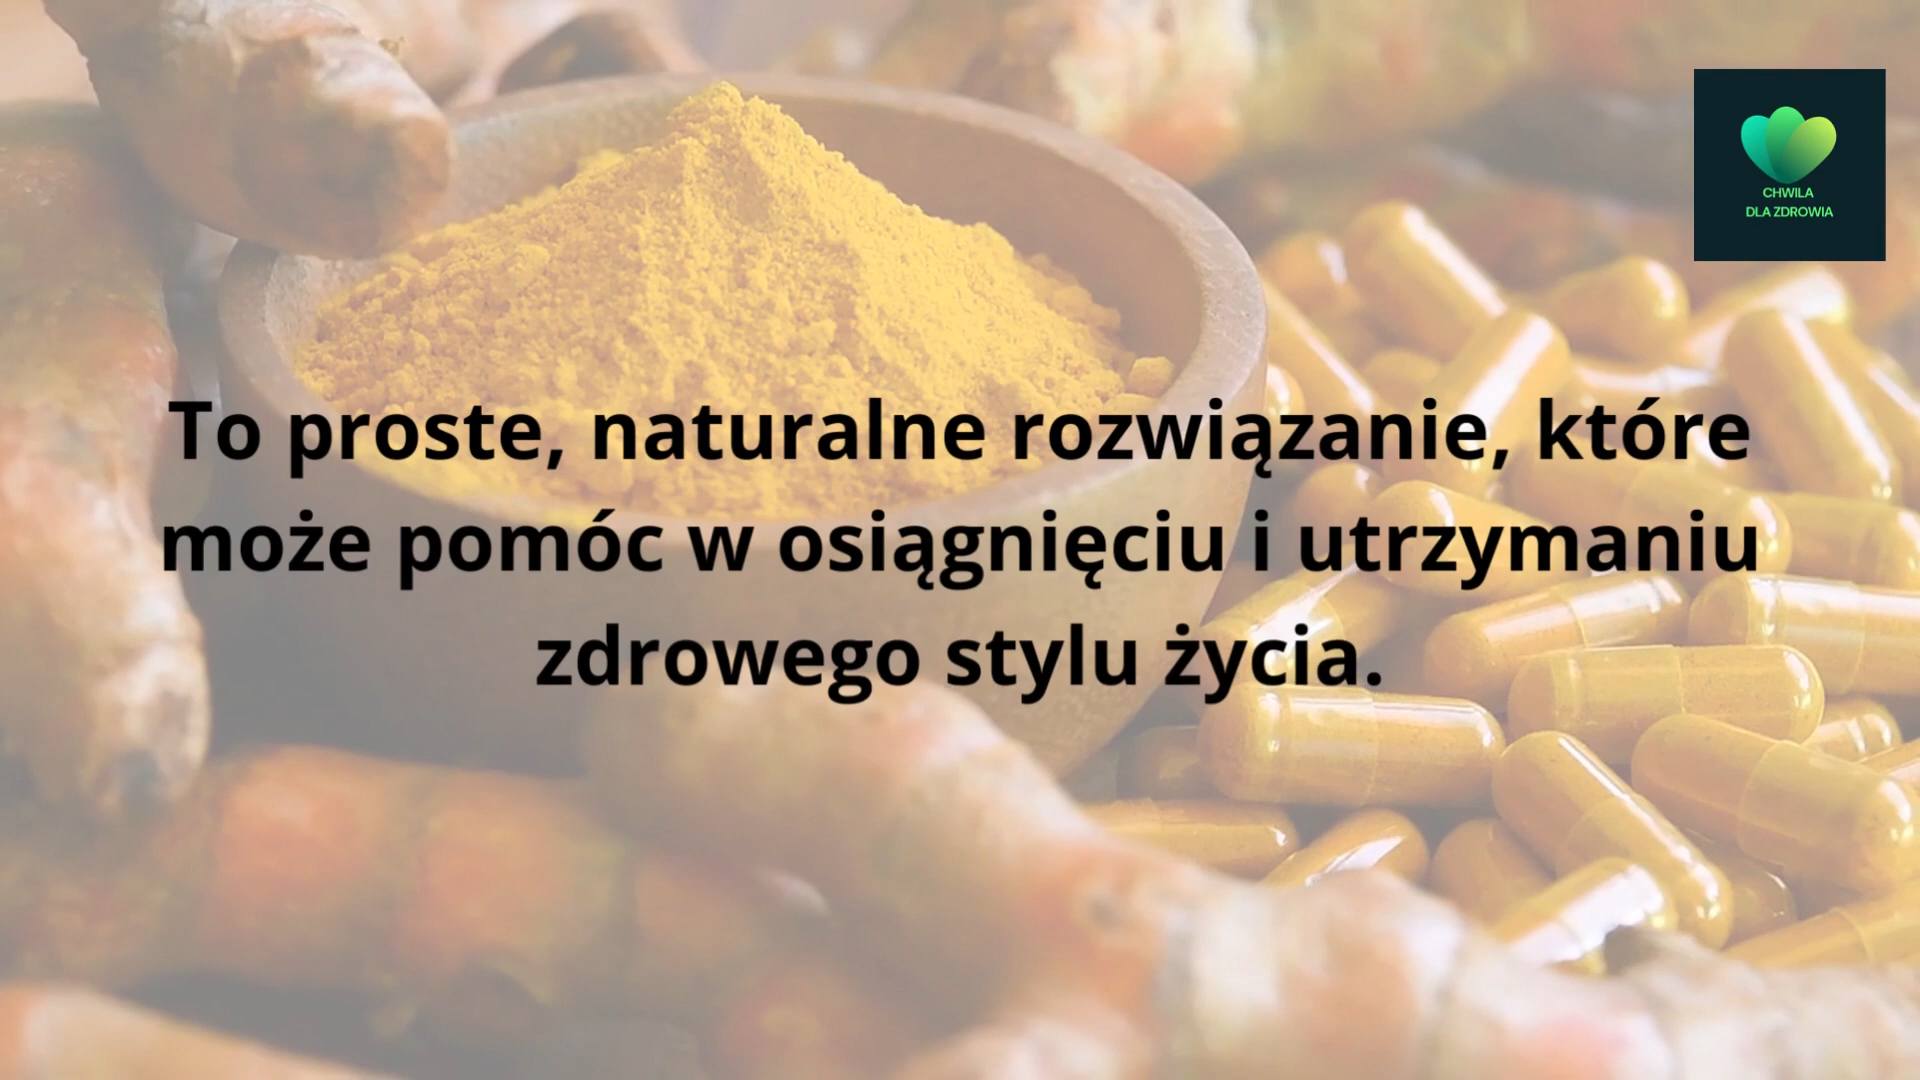 CHWILA
DLA ZDROWIA
To proste, naturalne rozwiązanie, które
może pomóc w osiągnięciu i utrzymaniu
zdrowego stylu życia.